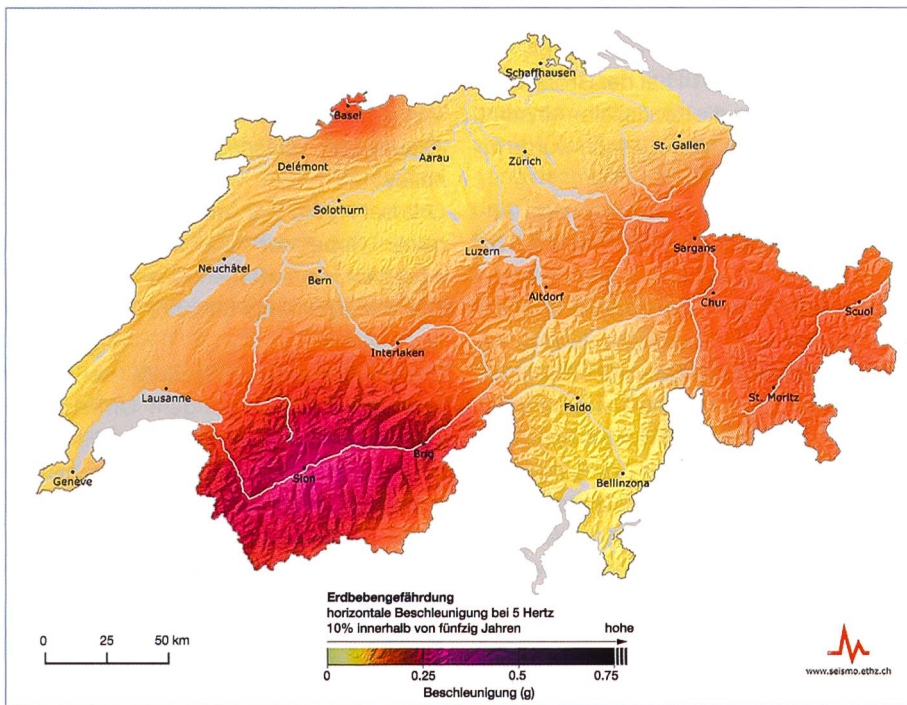 Schaffhausen
Basel
St. Gallen
Aarau
Zürich
Delémont
Solothurn
Luzern
Sargans
Neuchâtel
Bern
Altdorf
Chur
Scuol
Interlaken
Lausanne
Faido
St. Moritz
Brig
Sion
Genève
Bellinzona
Erdbebengefährdung
horizontale Beschleunigung bei 5 Hertz
10% innerhalb von fünfzig Jahren hohe
0 25 50 km
0 0.25 0.5 0.75
Beschleunigung (g)
www.seismo.ethz.ch